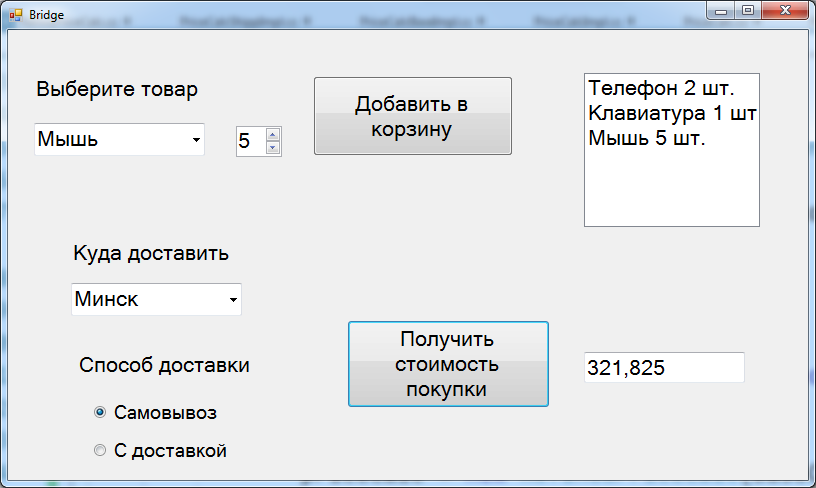 Bridge
Выберите товар
Мышь
5
Добавить в
корзину
Телефон 2 шт.
Клавиатура 1 шт
Мышь 5 шт.
Куда доставить
Минск
Получить
стоимость
покупки
321,825
Способ доставки
Самовывоз
С доставкой